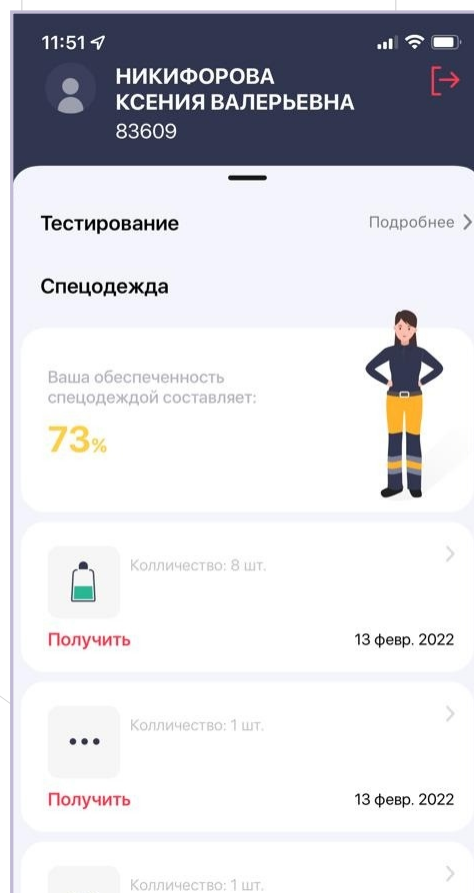 11:51
НИКИФОРОВА
КСЕНИЯ ВАЛЕРЬЕВНА
83609
Тестирование
Подробнее
Спецодежда
Ваша обеспеченность
спецодеждой составляет:
73%
Колличество: 8 шт.
Получить
13 февр. 2022
Колличество: 1 шт.
Получить
13 февр. 2022
Колличество: 1 шт.